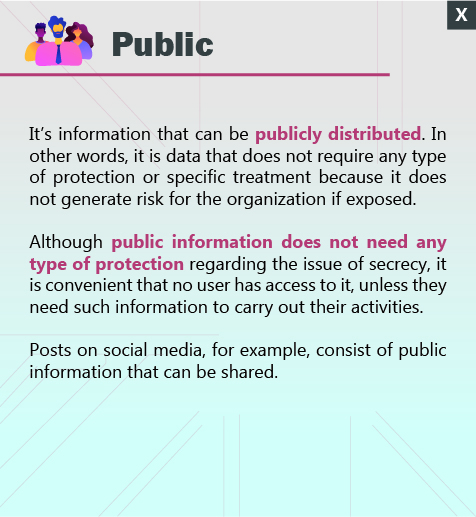 X
Public
It's information that can be publicly distributed. In
other words, it is data that does not require any type
of protection or specific treatment because it does
not generate risk for the organization if exposed.
Although public information does not need any
type of protection regarding the issue of secrecy, it
is convenient that no user has access to it, unless they
need such information to carry out their activities.
Posts on social media, for example, consist of public
information that can be shared.